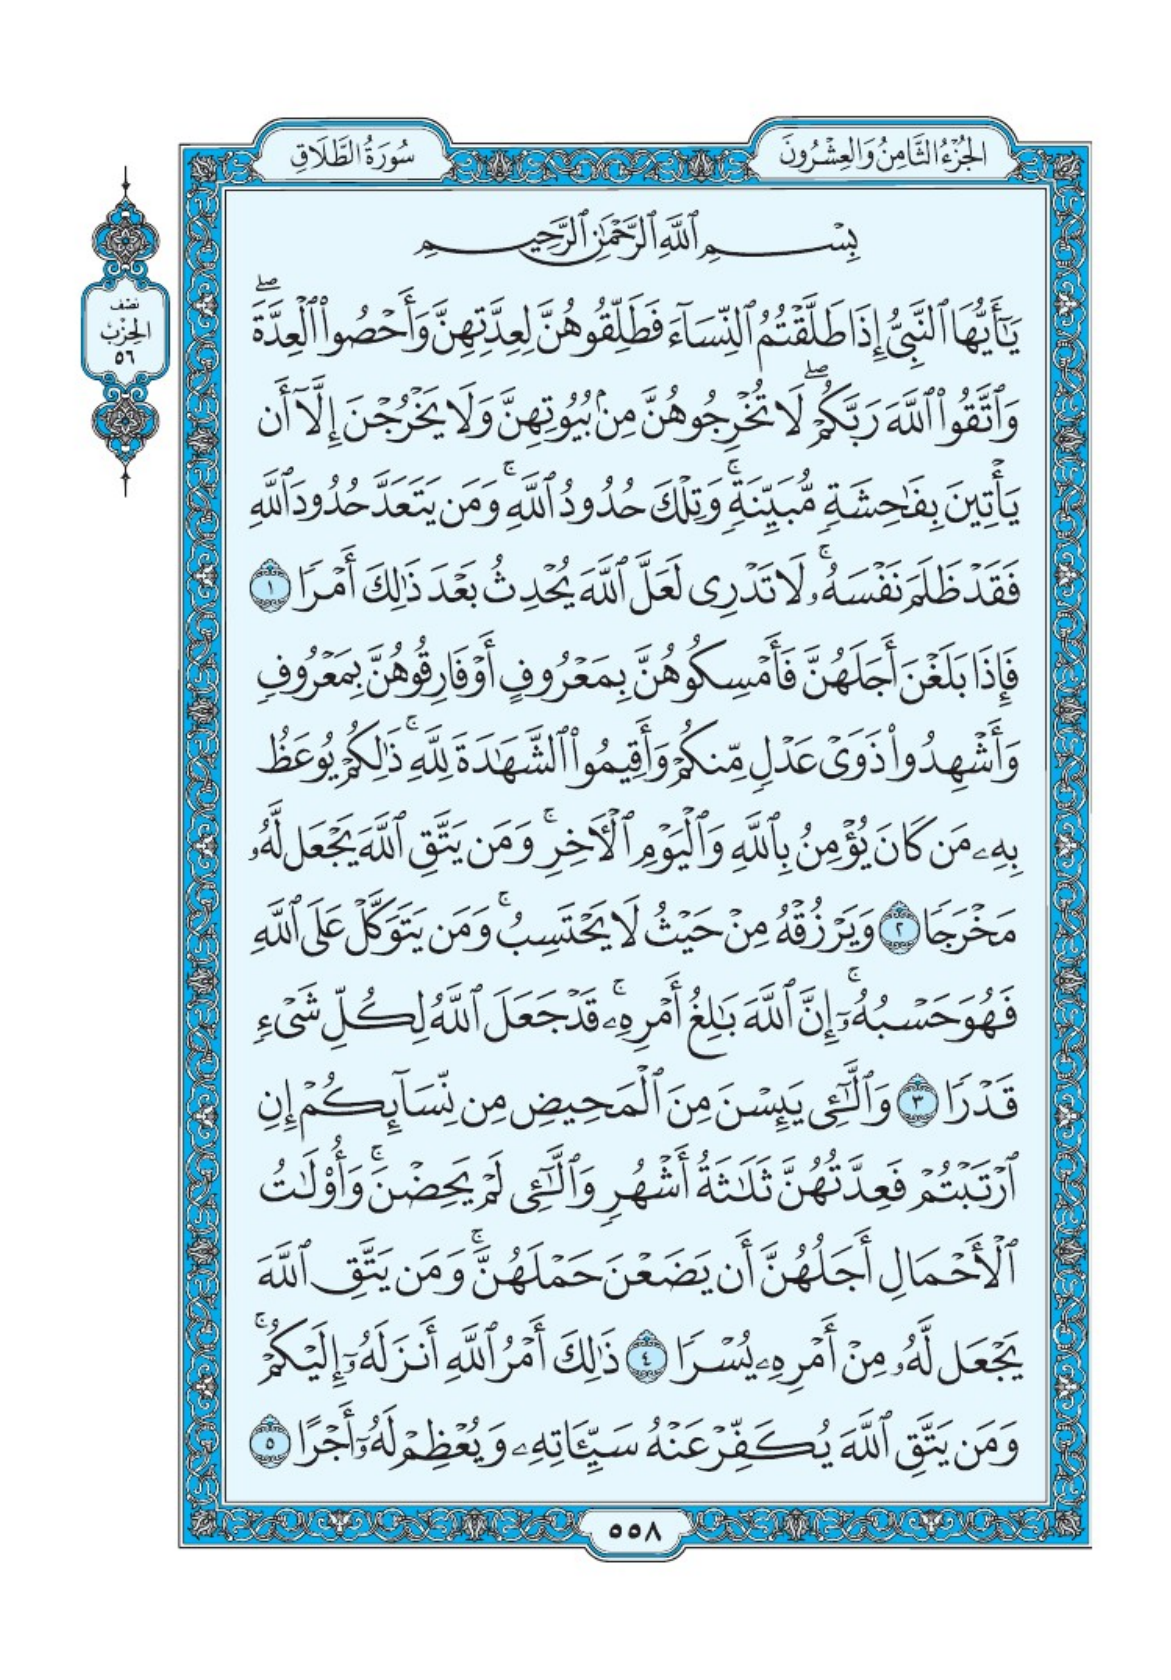 الجُزْءُ الثَّامِنُ وَالعِشْرُونَ
سُورَةُ الطَّلَاقِ
نصْف
الحِزْب
٥٦
بِسْمِ ٱللَّهِ ٱلرَّحْمَٰنِ ٱلرَّحِيمِ
يَٰٓأَيُّهَا ٱلنَّبِىُّ إِذَا طَلَّقْتُمُ ٱلنِّسَآءَ فَطَلِّقُوهُنَّ لِعِدَّتِهِنَّ وَأَحْصُوا۟ ٱلْعِدَّةَ ۖ
وَٱتَّقُوا۟ ٱللَّهَ رَبَّكُمْ ۖ لَا تُخْرِجُوهُنَّ مِنۢ بُيُوتِهِنَّ وَلَا يَخْرُجْنَ إِلَّآ أَن
يَأْتِينَ بِفَٰحِشَةٍ مُّبَيِّنَةٍ ۚ وَتِلْكَ حُدُودُ ٱللَّهِ ۚ وَمَن يَتَعَدَّ حُدُودَ ٱللَّهِ
فَقَدْ ظَلَمَ نَفْسَهُۥ ۚ لَا تَدْرِى لَعَلَّ ٱللَّهَ يُحْدِثُ بَعْدَ ذَٰلِكَ أَمْرًا ١
فَإِذَا بَلَغْنَ أَجَلَهُنَّ فَأَمْسِكُوهُنَّ بِمَعْرُوفٍ أَوْ فَارِقُوهُنَّ بِمَعْرُوفٍ
وَأَشْهِدُوا۟ ذَوَىْ عَدْلٍ مِّنكُمْ وَأَقِيمُوا۟ ٱلشَّهَٰدَةَ لِلَّهِ ۚ ذَٰلِكُمْ يُوعَظُ
بِهِۦ مَن كَانَ يُؤْمِنُ بِٱللَّهِ وَٱلْيَوْمِ ٱلْءَاخِرِ ۚ وَمَن يَتَّقِ ٱللَّهَ يَجْعَل لَّهُۥ
مَخْرَجًا ٢ وَيَرْزُقْهُ مِنْ حَيْثُ لَا يَحْتَسِبُ ۚ وَمَن يَتَوَكَّلْ عَلَى ٱللَّهِ
فَهُوَ حَسْبُهُۥٓ ۚ إِنَّ ٱللَّهَ بَٰلِغُ أَمْرِهِۦ ۚ قَدْ جَعَلَ ٱللَّهُ لِكُلِّ شَىْءٍ
قَدْرًا ٣ وَٱلَّٰٓـِٔى يَئِسْنَ مِنَ ٱلْمَحِيضِ مِن نِّسَآئِكُمْ إِنِ
ٱرْتَبْتُمْ فَعِدَّتُهُنَّ ثَلَٰثَةُ أَشْهُرٍ وَٱلَّٰٓـِٔى لَمْ يَحِضْنَ ۚ وَأُو۟لَٰتُ
ٱلْأَحْمَالِ أَجَلُهُنَّ أَن يَضَعْنَ حَمْلَهُنَّ ۚ وَمَن يَتَّقِ ٱللَّهَ
يَجْعَل لَّهُۥ مِنْ أَمْرِهِۦ يُسْرًا ٤ ذَٰلِكَ أَمْرُ ٱللَّهِ أَنزَلَهُۥٓ إِلَيْكُمْ ۚ
وَمَن يَتَّقِ ٱللَّهَ يُكَفِّرْ عَنْهُ سَيِّـَٔاتِهِۦ وَيُعْظِمْ لَهُۥٓ أَجْرًا ٥
٥٥٨